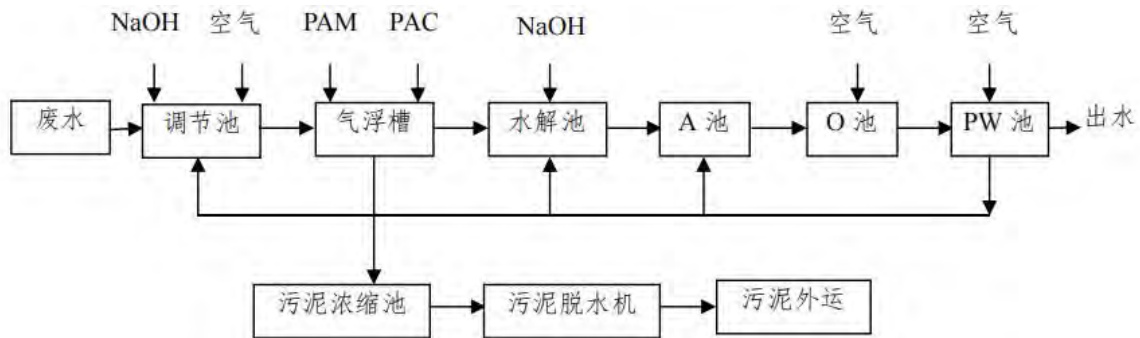 NaOH 空气 PAM PAC NaOH 空气 空气
废水 调节池 气浮槽 水解池 A 池 O 池 PW 池 出水
污泥浓缩池 污泥脱水机 污泥外运